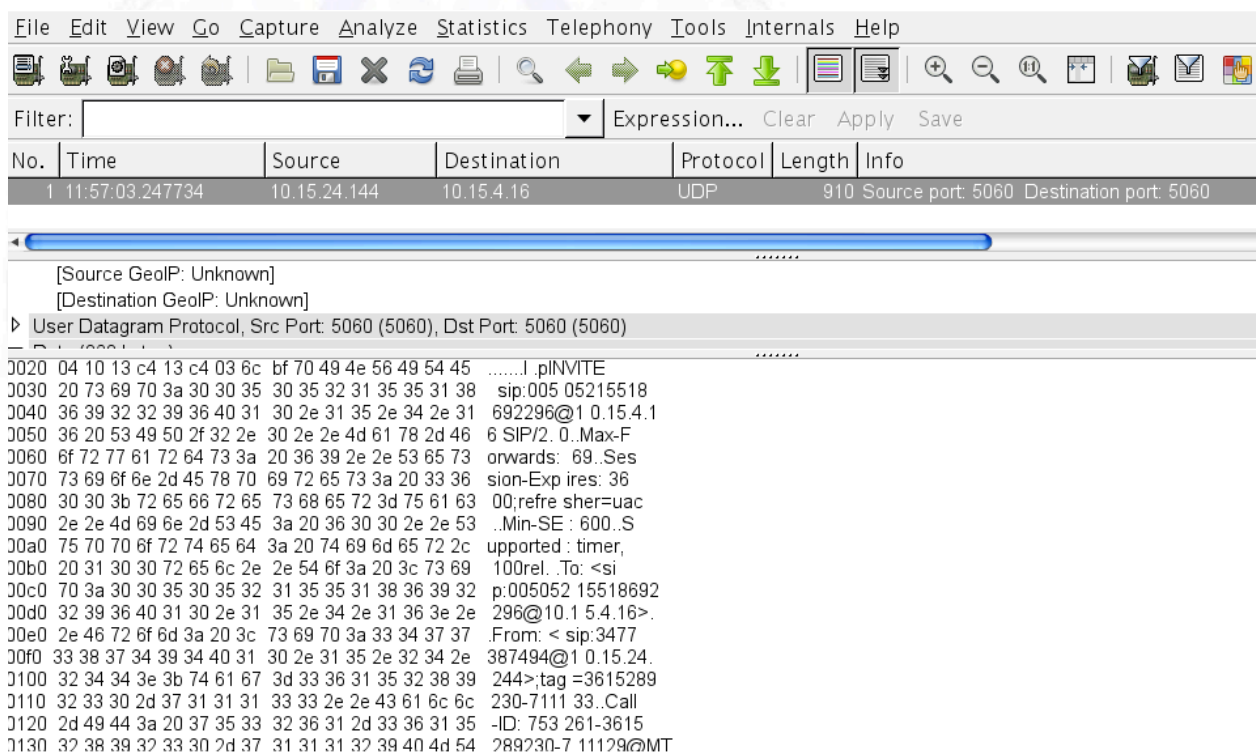 File Edit View Go Capture Analyze Statistics Telephony Tools Internals Help
Filter: Expression... Clear Apply Save
No. Time Source Destination Protocol Length Info
1 11:57:03.247734 10.15.24.144 10.15.4.16 UDP 910 Source port: 5060 Destination port: 5060
[Source GeoIP: Unknown]
[Destination GeoIP: Unknown]
User Datagram Protocol, Src Port: 5060 (5060), Dst Port: 5060 (5060)
0020 04 10 13 c4 13 c4 03 6c bf 70 49 4e 56 49 54 45 .......l .pINVITE
0030 20 73 69 70 3a 30 30 35 30 35 32 31 35 35 31 38 sip:005 05215518
0040 36 39 32 32 39 36 40 31 30 2e 31 35 2e 34 2e 31 692296@1 0.15.4.1
0050 36 20 53 49 50 2f 32 2e 30 2e 2e 4d 61 78 2d 46 6 SIP/2. 0..Max-F
0060 6f 72 77 61 72 64 73 3a 20 36 39 2e 2e 53 65 73 orwards: 69..Ses
0070 73 69 6f 6e 2d 45 78 70 69 72 65 73 3a 20 33 36 sion-Exp ires: 36
0080 30 30 3b 72 65 66 72 65 73 68 65 72 3d 75 61 63 00;refre sher=uac
0090 2e 2e 4d 69 6e 2d 53 45 3a 20 36 30 30 2e 2e 53 ..Min-SE : 600..S
00a0 75 70 70 6f 72 74 65 64 3a 20 74 69 6d 65 72 2c upported : timer,
00b0 20 31 30 30 72 65 6c 2e 2e 54 6f 3a 20 3c 73 69 100rel. .To: <si
00c0 70 3a 30 30 35 30 35 32 31 35 35 31 38 36 39 32 p:005052 15518692
00d0 32 39 36 40 31 30 2e 31 35 2e 34 2e 31 36 3e 2e 296@10.1 5.4.16>.
00e0 2e 46 72 6f 6d 3a 20 3c 73 69 70 3a 33 34 37 37 .From: < sip:3477
00f0 33 38 37 34 39 34 40 31 30 2e 31 35 2e 32 34 2e 387494@1 0.15.24.
0100 32 34 34 3e 3b 74 61 67 3d 33 36 31 35 32 38 39 244>;tag =3615289
0110 32 33 30 2d 37 31 31 31 33 33 2e 2e 43 61 6c 6c 230-7111 33..Call
0120 2d 49 44 3a 20 37 35 33 32 36 31 2d 33 36 31 35 -ID: 753 261-3615
0130 32 38 39 32 33 30 2d 37 31 31 31 32 39 40 4d 54 289230-7 11129@MT